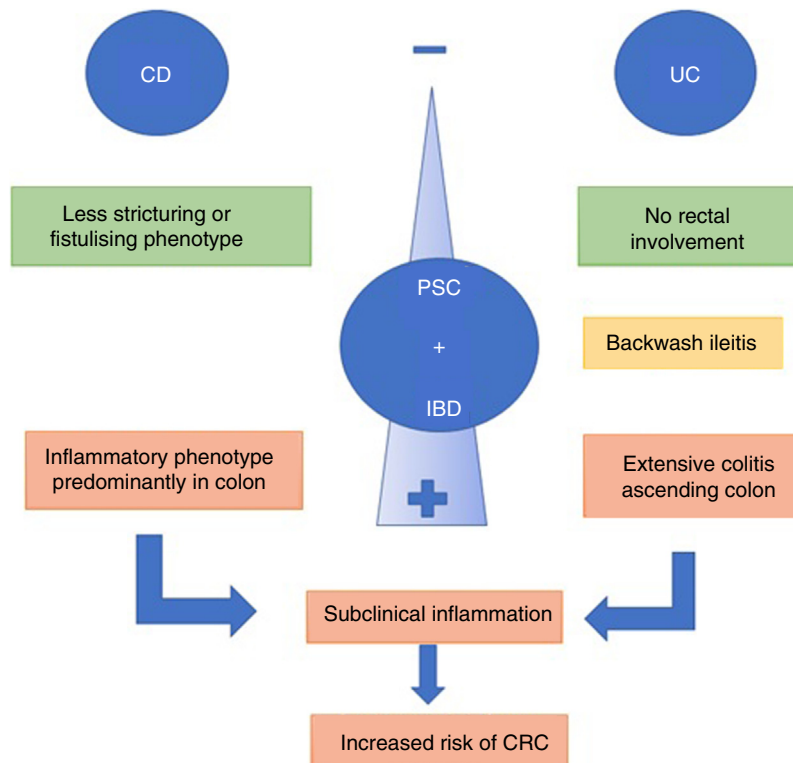 CD
UC
Less stricturing or
fistulising phenotype
No rectal
involvement
PSC
+
IBD
Backwash ileitis
Inflammatory phenotype
predominantly in colon
Extensive colitis
ascending colon
Subclinical inflammation
Increased risk of CRC